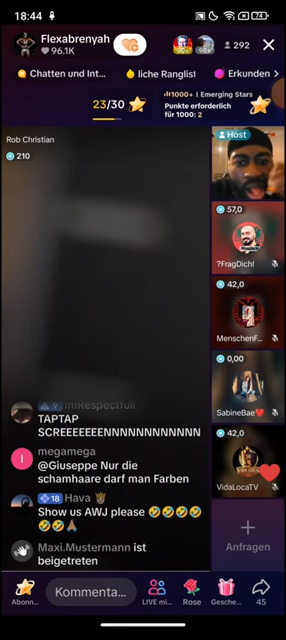 18:44
74
Flexabrenyah
96.1K
292
Chatten und Int...
liche Ranglis!
Erkunden >
23/30
1000+ | Emerging Stars
Punkte erforderlich
für 1000: 2
Rob Christian
210
Host
57,0
?FragDich!
42,0
MenschenF...
0,00
SabineBae
42,0
VidaLocaTV
ImRespectfull
TAPTAP
SCREEEEEEENNNNNNNNNNNN
megamega
@Giuseppe Nur die
schamhaare darf man Farben
18 Hava
Show us AWJ please 🤣🤣🤣🤣
🤣🤣🙏🏽
Maxi.Mustermann ist
beigetreten
+
Anfragen
Abonn...
Kommenta...
LIVE mi...
Rose
Gesche...
45